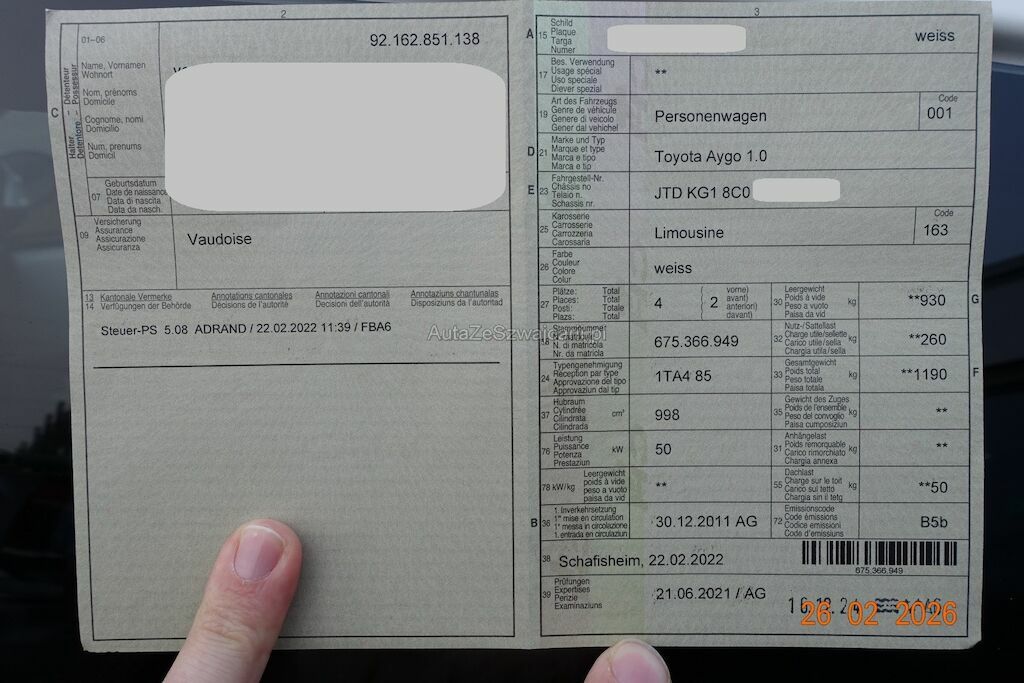 2
01–06
92.162.851.138
C
Halter
Détenteur
Detentore
Possessur
Name, Vornamen
Wohnort
Nom, prénoms
Domicile
Cognome, nomi
Domicilio
Num, prenums
Domicil
07
Geburtsdatum
Date de naissance
Data di nascita
Data da nasch.
09
Versicherung
Assurance
Assicurazione
Assicuranza
Vaudoise
13 Kantonale Vermerke Annotations cantonales Annotazioni cantonali Annotaziuns chantunalas
14 Verfügungen der Behörde Décisions de l'autorité Decisioni dell'autorità Disposiziuns da l'autoritad
Steuer-PS 5.08 ADRAND / 22.02.2022 11:39 / FBA6
AutaZeSzwajcarii.pl
3
A 15
Schild
Plaque
Targa
Numer
weiss
17
Bes. Verwendung
Usage spécial
Uso speciale
Diever spezial
**
19
Art des Fahrzeugs
Genre de véhicule
Genere di veicolo
Gener dal vehichel
Personenwagen
Code
001
D 21
Marke und Typ
Marque et type
Marca e tipo
Marca e tip
Toyota Aygo 1.0
E 23
Fahrgestell-Nr.
Châssis no
Telaio n.
Schassis nr.
JTD KG1 8C0
25
Karosserie
Carrosserie
Carrozzeria
Carossaria
Limousine
Code
163
26
Farbe
Couleur
Colore
Colur
weiss
27
Plätze: Total
Places: Total
Posti: Totale
Plazs: Total
4 ( 2
vorne)
avant)
anteriori)
davant)
30
Leergewicht
Poids à vide
Peso a vuoto
Paisa da vid
kg
**930
G
18
Stammnummer
N. di matricola
Nr. da matricla
675.366.949
32
Nutz-/Sattellast
Charge utile/sellette
Carico utile/sella
Chargia utila/sella
kg
**260
24
Typengenehmigung
Réception par type
Approvazione del tipo
Approvaziun dal tip
1TA4 85
33
Gesamtgewicht
Poids total
Peso totale
Paisa totala
kg
**1190
F
37
Hubraum
Cylindrée
Cilindrata
Cilindrada
cm³
998
35
Gewicht des Zuges
Poids de l'ensemble
Peso del convoglio
Paisa cumposiziun
kg
**
76
Leistung
Puissance
Potenza
Prestaziun
kW
50
31
Anhängelast
Poids remorquable
Carico rimorchiato
Chargia annexa
kg
**
78 kW/kg
Leergewicht
poids à vide
peso a vuoto
paisa da vid
**
55
Dachlast
Charge sur le toit
Carico sul tetto
Chargia sin il tetg
kg
**50
B 36
1. Inverkehrsetzung
1re mise en circulation
1a messa in circolazione
1. entrada en circulaziun
30.12.2011 AG
72
Emissionscode
Code émissions
Codice emissioni
Code d'emissiuns
B5b
38
Schafisheim, 22.02.2022
675.366.949
39
Prüfungen
Expertises
Perizie
Examinaziuns
21.06.2021 / AG
26 02 2026